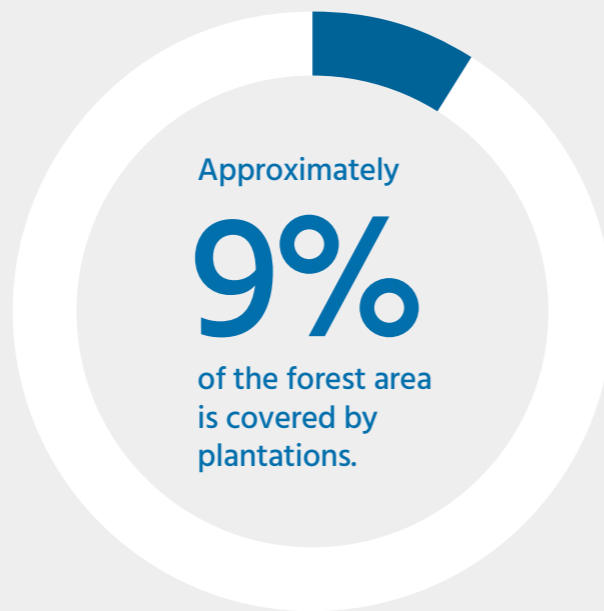 Approximately
9%
of the forest area
is covered by
plantations.